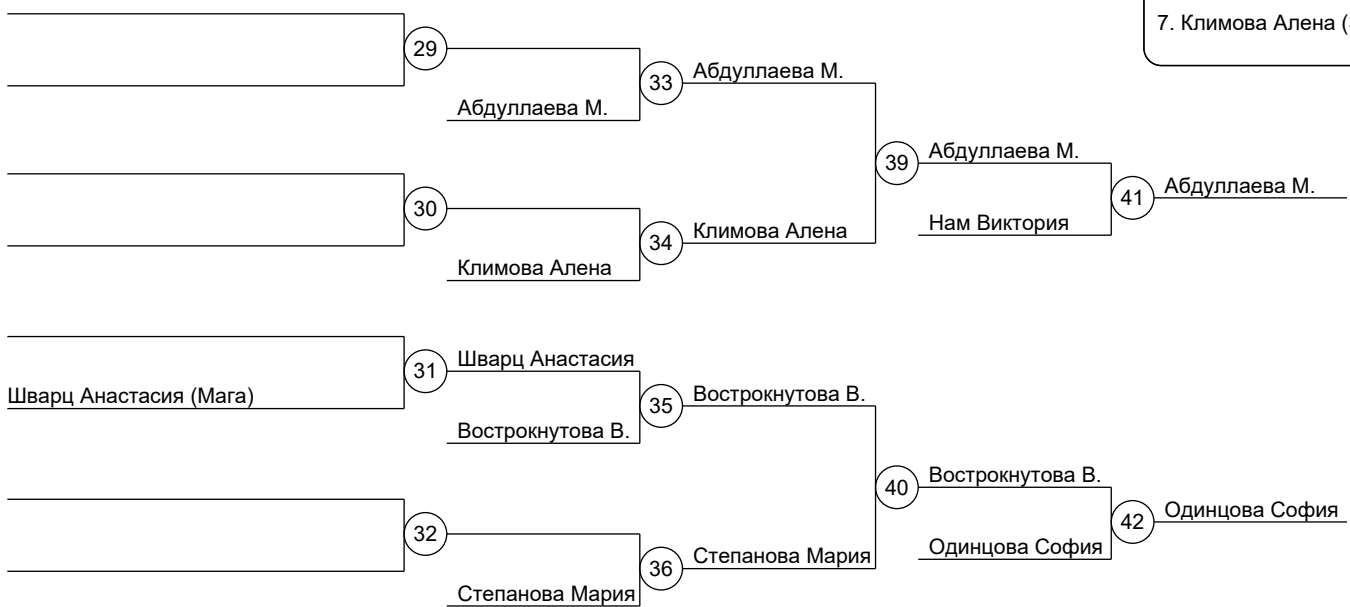 7. Климова Алена (
29
33
Абдуллаева М.
Абдуллаева М.
39
Абдуллаева М.
41
Абдуллаева М.
Нам Виктория
30
34
Климова Алена
Климова Алена
31
Шварц Анастасия
Шварц Анастасия (Мага)
35
Вострокнутова В.
Вострокнутова В.
40
Вострокнутова В.
42
Одинцова София
Одинцова София
32
36
Степанова Мария
Степанова Мария